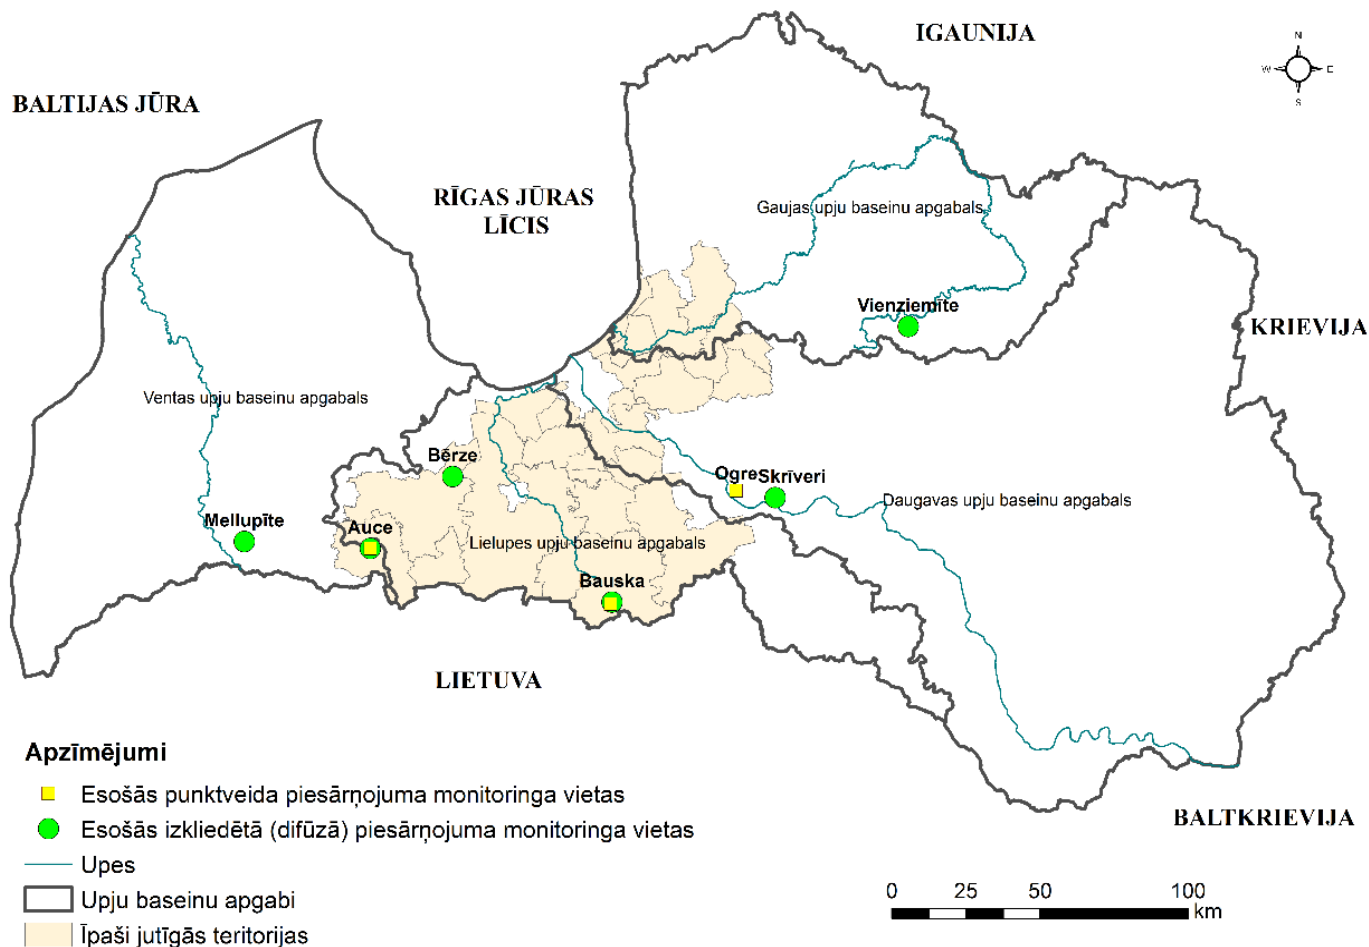 IGAUNIJA
N
W
E
S
BALTIJAS JŪRA
RĪGAS JŪRAS
LĪCIS
Gaujas upju baseinu apgabals
Vienziemīte
KRIEVIJA
Ventas upju baseinu apgabals
Bērze
Ogre
Skrīveri
Daugavas upju baseinu apgabals
Mellupīte
Auce
Lielupes upju baseinu apgabals
Bauska
LIETUVA
BALTKRIEVIJA
Apzīmējumi
Esošās punktveida piesārņojuma monitoringa vietas
Esošās izkliedētā (difūzā) piesārņojuma monitoringa vietas
Upes
Upju baseinu apgabi
Īpaši jutīgās teritorijas
0 25 50 100
km